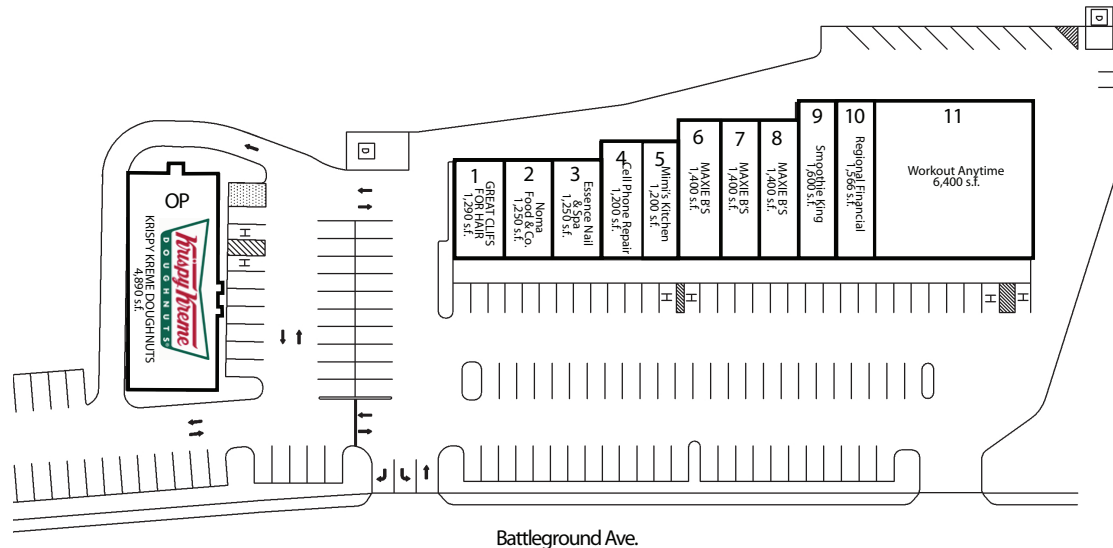 D
D
OP
Krispy Kreme
DOUGHNUTS®
KRISPY KREME DOUGHNUTS
4,890 s.f.
H
H
1
GREAT CLIFS
FOR HAIR
1,290 s.f.
2
Noma
Food & Co.
1,250 s.f.
3
Essence Nail
& Spa
1,250 s.f.
4
Cell Phone Repair
1,200 s.f.
5
Mimi's Kitchen
1,200 s.f.
6
MAXIE B'S
1,400 s.f.
7
MAXIE B'S
1,400 s.f.
8
MAXIE B'S
1,400 s.f.
9
Smoothie King
1,600 s.f.
10
Regional Financial
1,566 s.f.
11
Workout Anytime
6,400 s.f.
H
H
H
H
Battleground Ave.